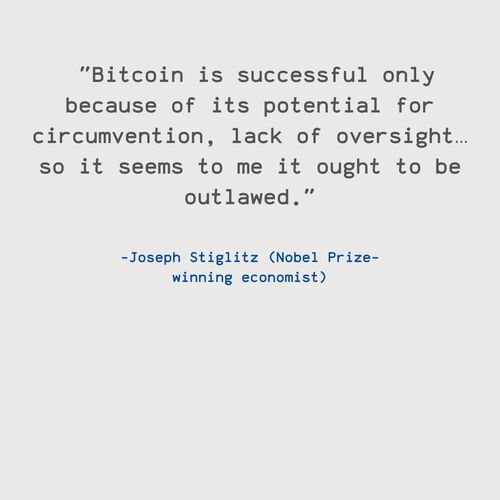 "Bitcoin is successful only
because of its potential for
circumvention, lack of oversight…
so it seems to me it ought to be
outlawed."
-Joseph Stiglitz (Nobel Prize-
winning economist)